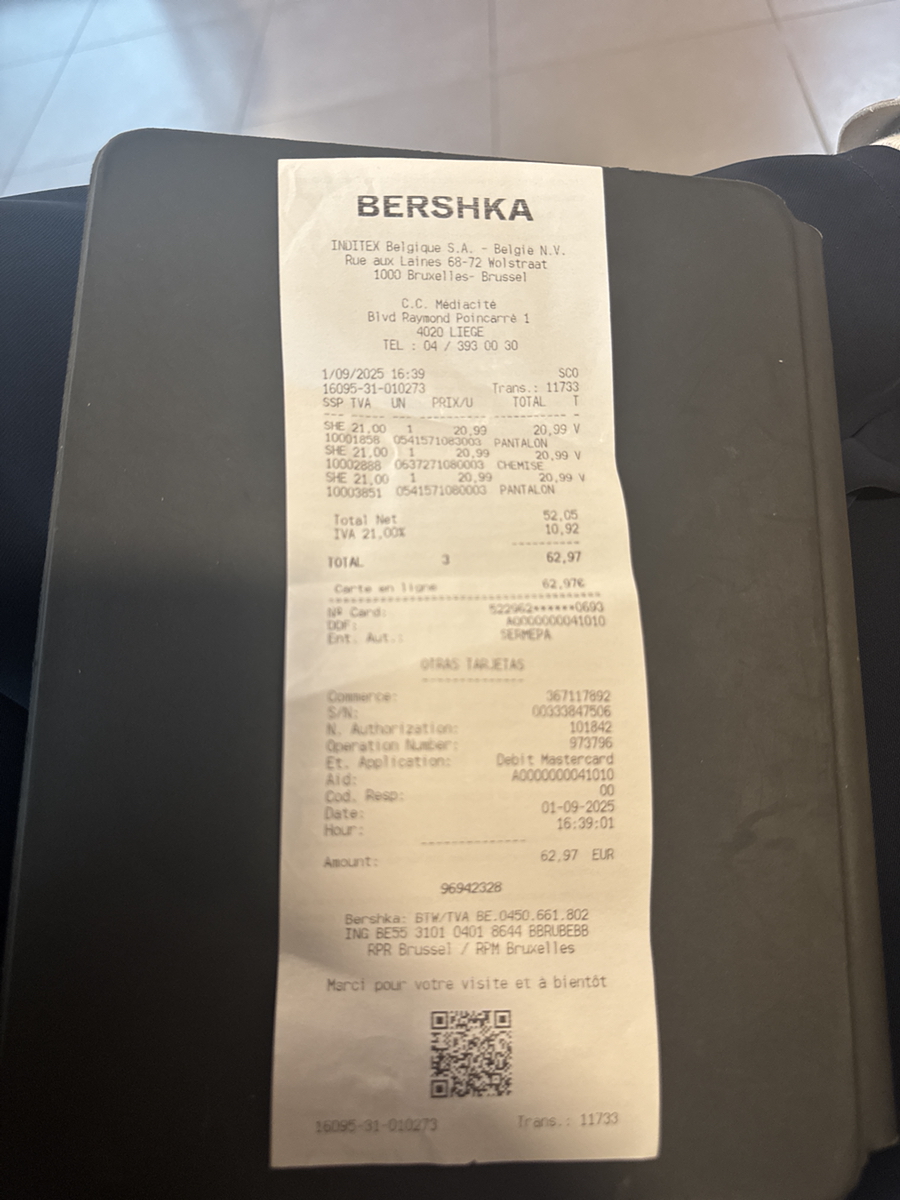 BERSHKA
INDITEX Belgique S.A. - Belgie N.V.
Rue aux Laines 68-72 Wolstraat
1000 Bruxelles- Brussel
C.C. Médiacité
Blvd Raymond Poincarré 1
4020 LIEGE
TEL : 04 / 393 00 30
1/09/2025 16:39 SCO
16095-31-010273 Trans.: 11733
SSP TVA UN PRIX/U TOTAL T
SHE 21,00 1 20,99 20,99 V
10001858 0541571083003 PANTALON
SHE 21,00 1 20,99 20,99 V
10002888 0637271080003 CHEMISE
SHE 21,00 1 20,99 20,99 V
10003851 0541571080003 PANTALON
Total Net 52,05
IVA 21,00% 10,92
TOTAL 3 62,97
Carte en ligne 62,97€
Nº Card: 522962******0693
DDF: A0000000041010
Ent. Aut.: SERMEPA
OTRAS TARJETAS
Commerce: 367117892
S/N: 00333847506
N. Authorization: 101842
Operation Number: 973796
Et. Application: Debit Mastercard
Aid: A0000000041010
Cod. Resp: 00
Date: 01-09-2025
Hour: 16:39:01
Amount: 62,97 EUR
96942328
Bershka: BTW/TVA BE.0450.661.802
ING BE55 3101 0401 8644 BBRUBEBB
RPR Brussel / RPM Bruxelles
Marci pour votre visite et à bientôt
16095-31-010273 Trans.: 11733